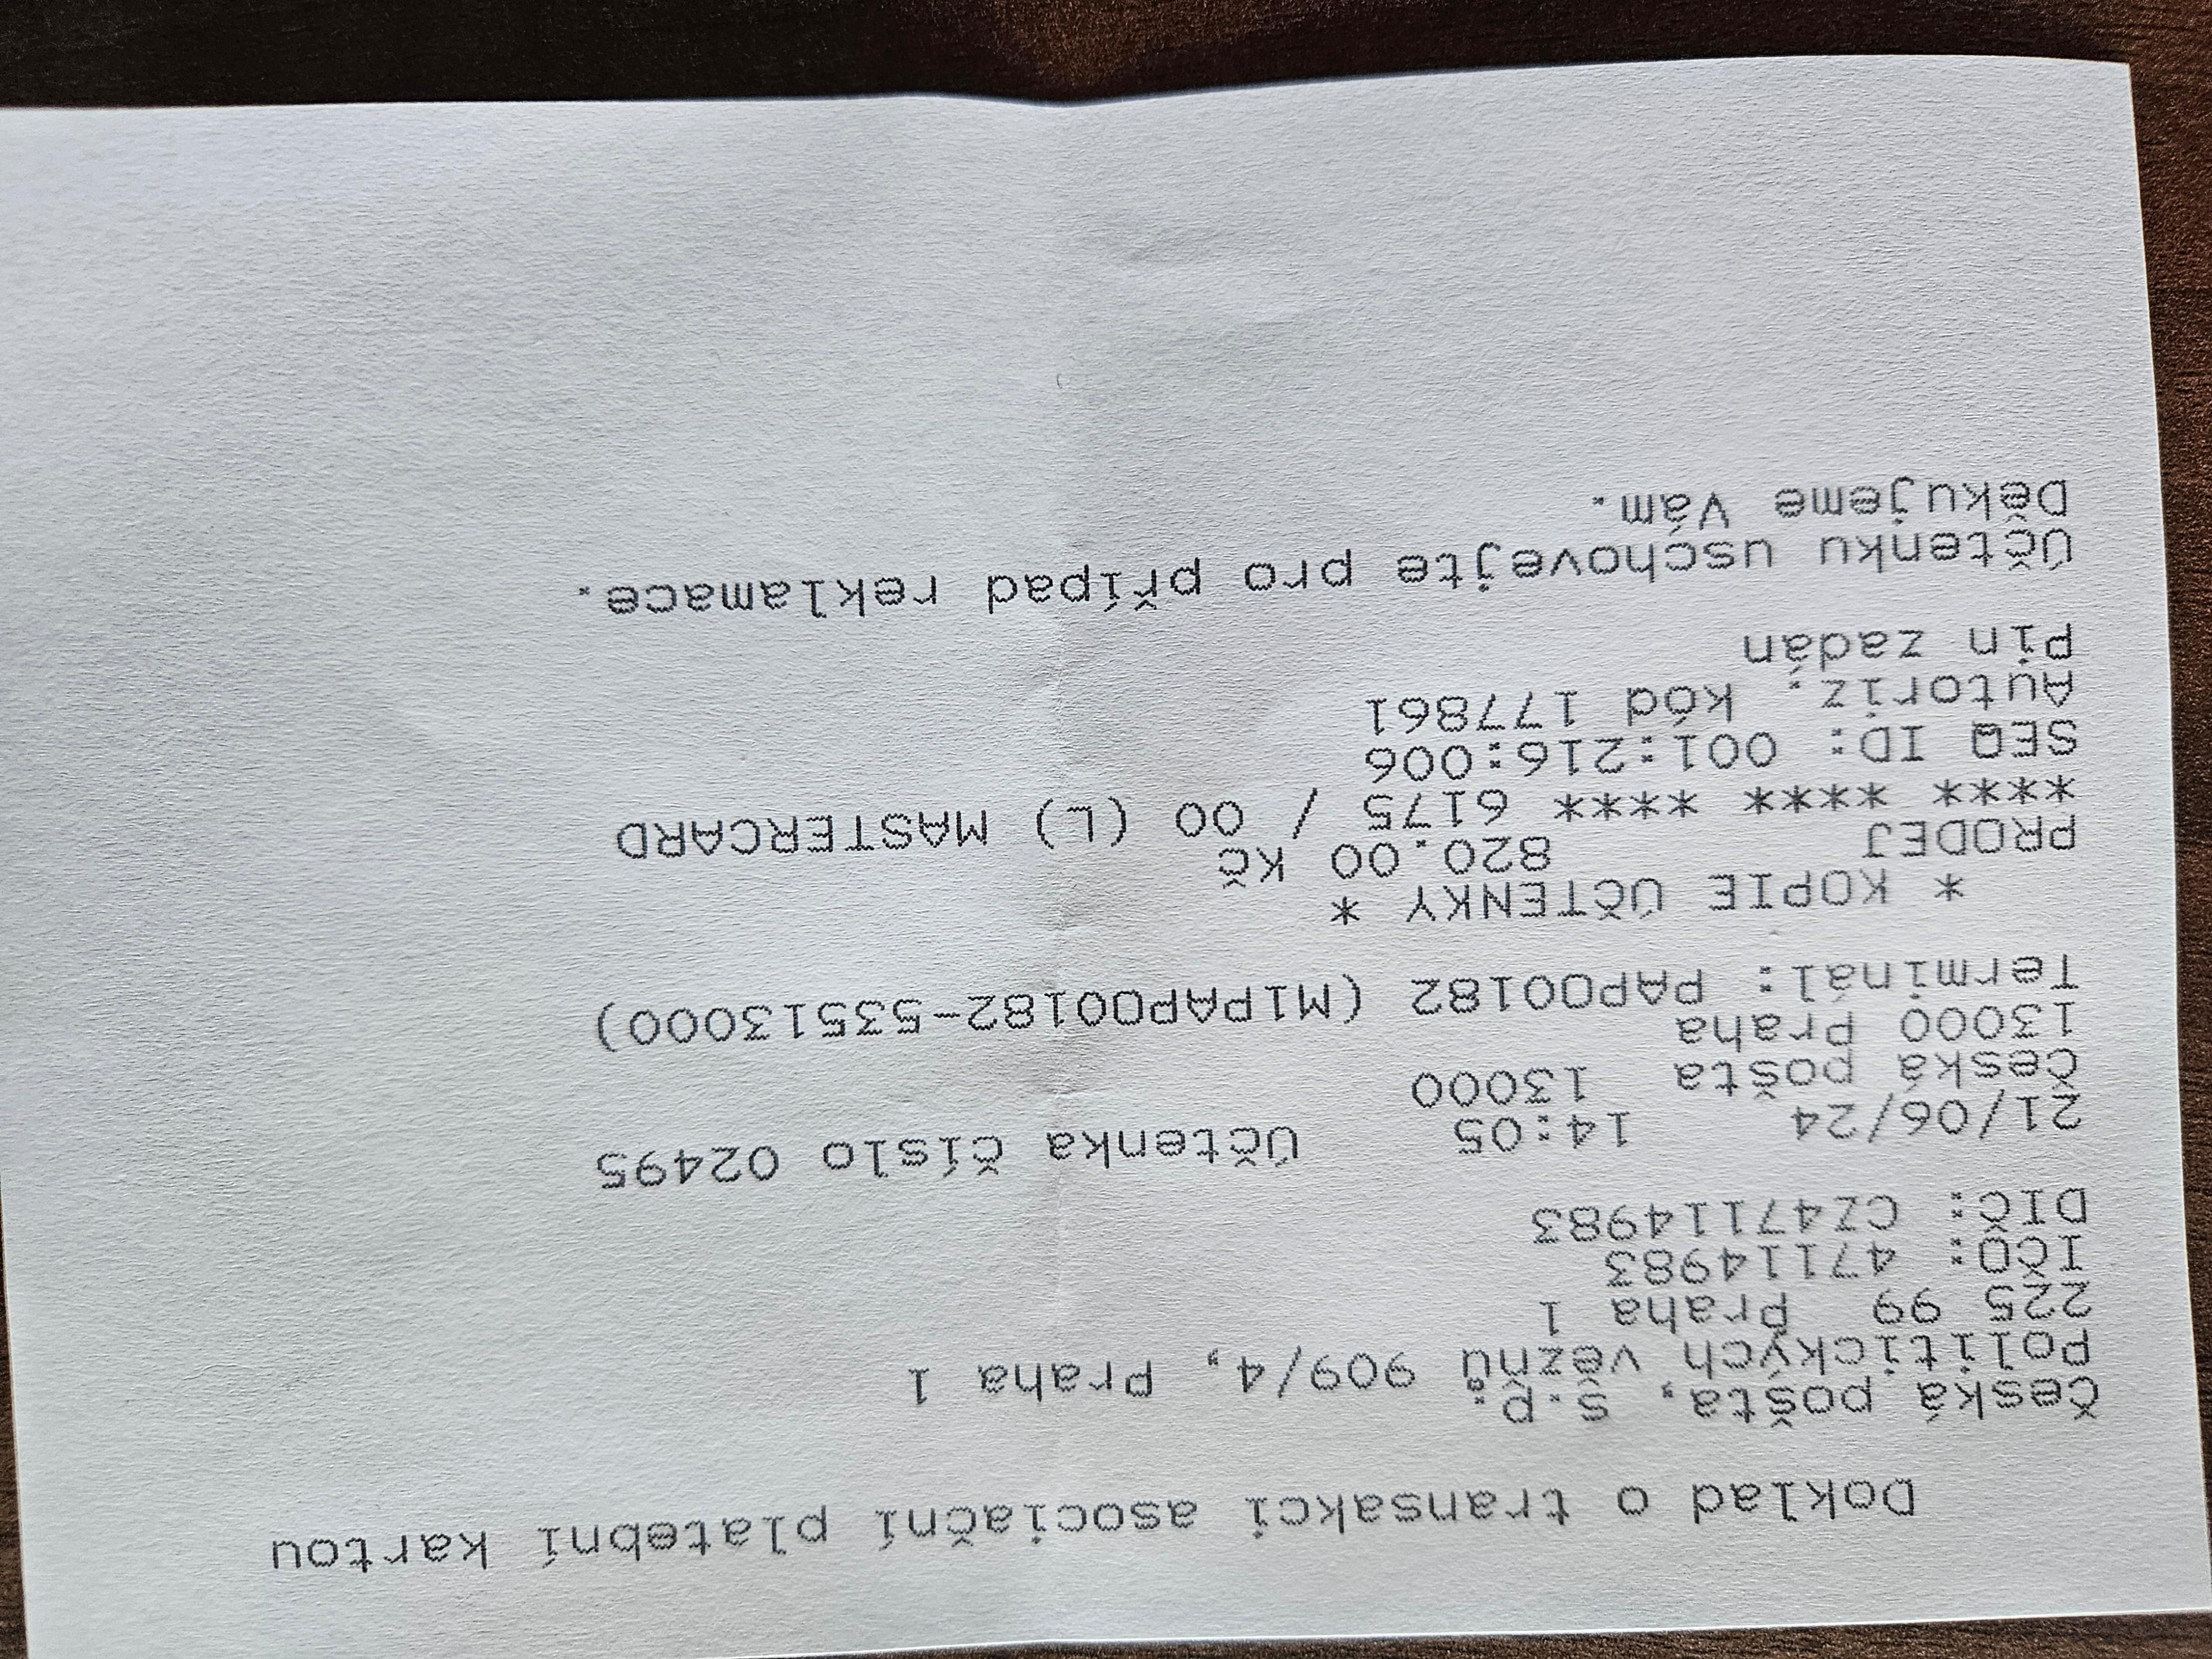 Doklad o transakci asociační platební kartou
Česká pošta, s.p.
Politických vězňů 909/4, Praha 1
225 99  Praha 1
IČO: 47114983
DIČ: CZ47114983
21/06/24   14:05   Účtenka číslo 02495
Česká pošta  13000
13000 Praha
Terminál: PAP00182 (M1PAP00182-53513000)
* KOPIE ÚČTENKY *
PRODEJ   820.00 Kč
**** **** **** 6175 / 00 (L) MASTERCARD
SEQ ID: 001:216:006
Autoriz. kód 177861
Pin zadán
Účtenku uschovejte pro případ reklamace.
Děkujeme Vám.